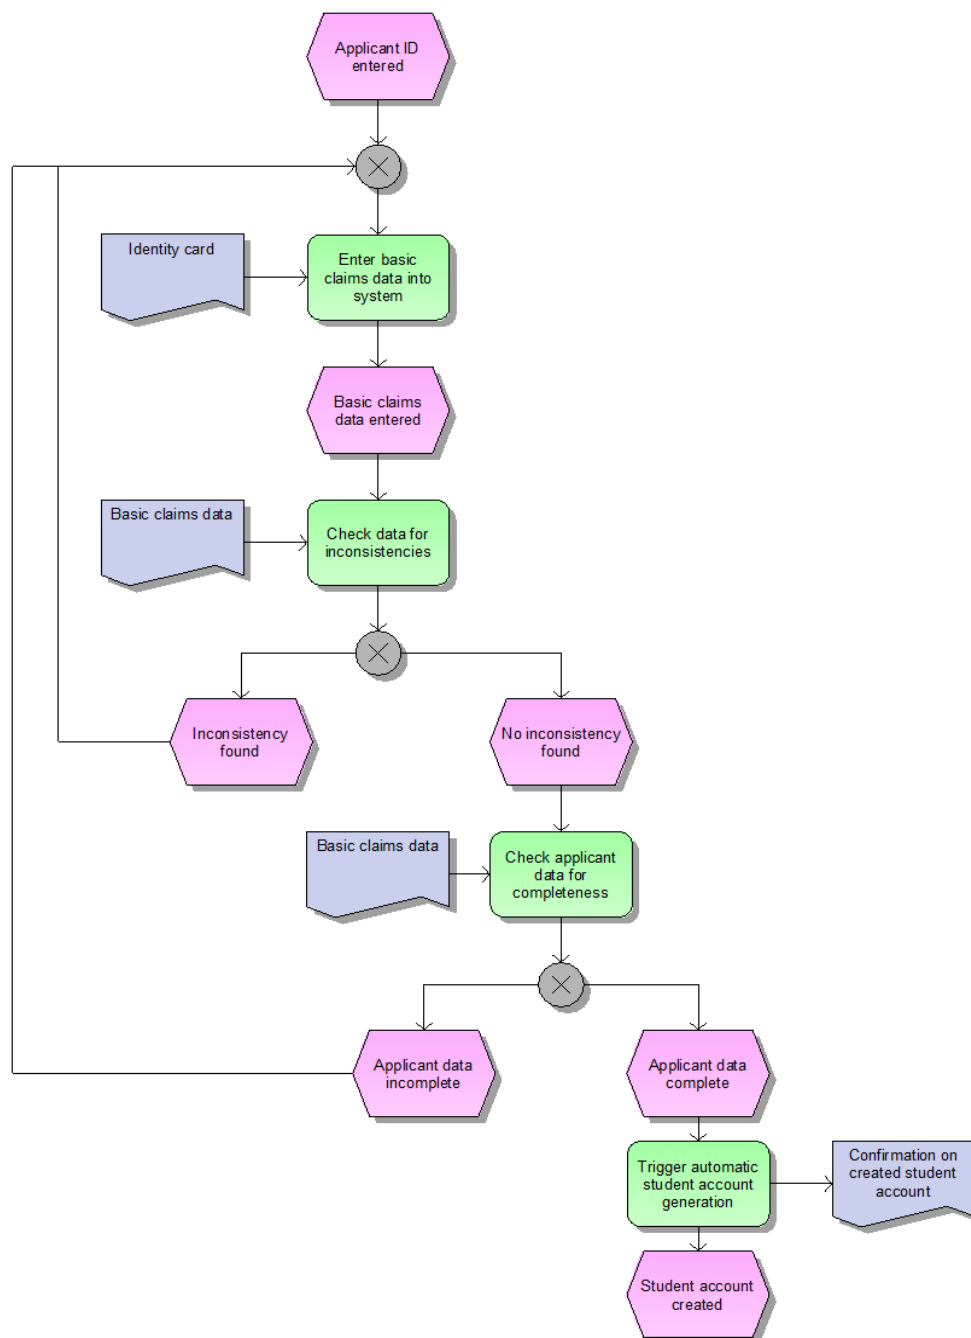 Applicant ID
entered
Identity card
Enter basic
claims data into
system
Basic claims
data entered
Basic claims data
Check data for
inconsistencies
Inconsistency
found
No inconsistency
found
Basic claims data
Check applicant
data for
completeness
Applicant data
incomplete
Applicant data
complete
Trigger automatic
student account
generation
Confirmation on
created student
account
Student account
created